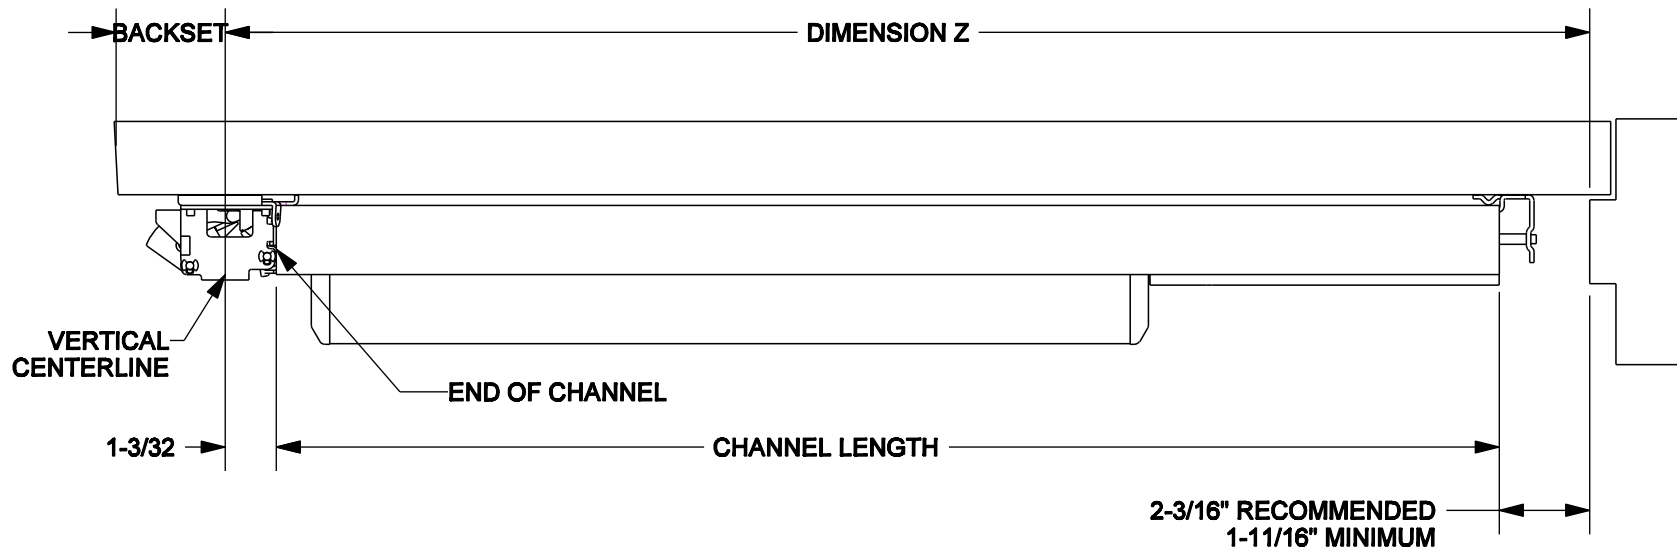 BACKSET
DIMENSION Z
VERTICAL
CENTERLINE
END OF CHANNEL
1-3/32
CHANNEL LENGTH
2-3/16" RECOMMENDED
1-11/16" MINIMUM